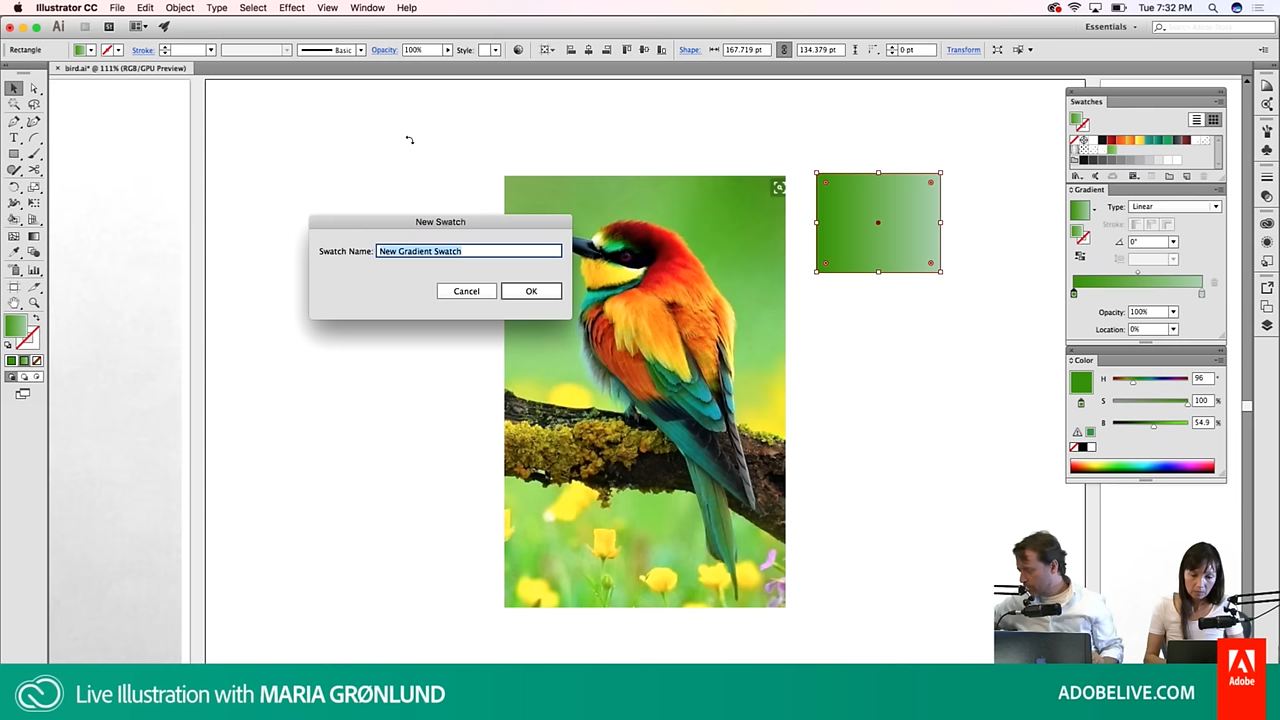 Illustrator CC File Edit Object Type Select Effect View Window Help
Tue 7:32 PM
Ai Br St Essentials
Rectangle Stroke: Basic Opacity: 100% Style: Shape: 167.719 pt 134.379 pt 0 pt Transform
× bird.ai* @ 111% (RGB/GPU Preview)
Swatches
Gradient
Type: Linear
Stroke:
0°
Opacity: 100%
Location: 0%
Color
H 96 °
S 100 %
B 54.9 %
New Swatch
Swatch Name: New Gradient Swatch
Cancel OK
Live Illustration with MARIA GRØNLUND
ADOBELIVE.COM
Adobe